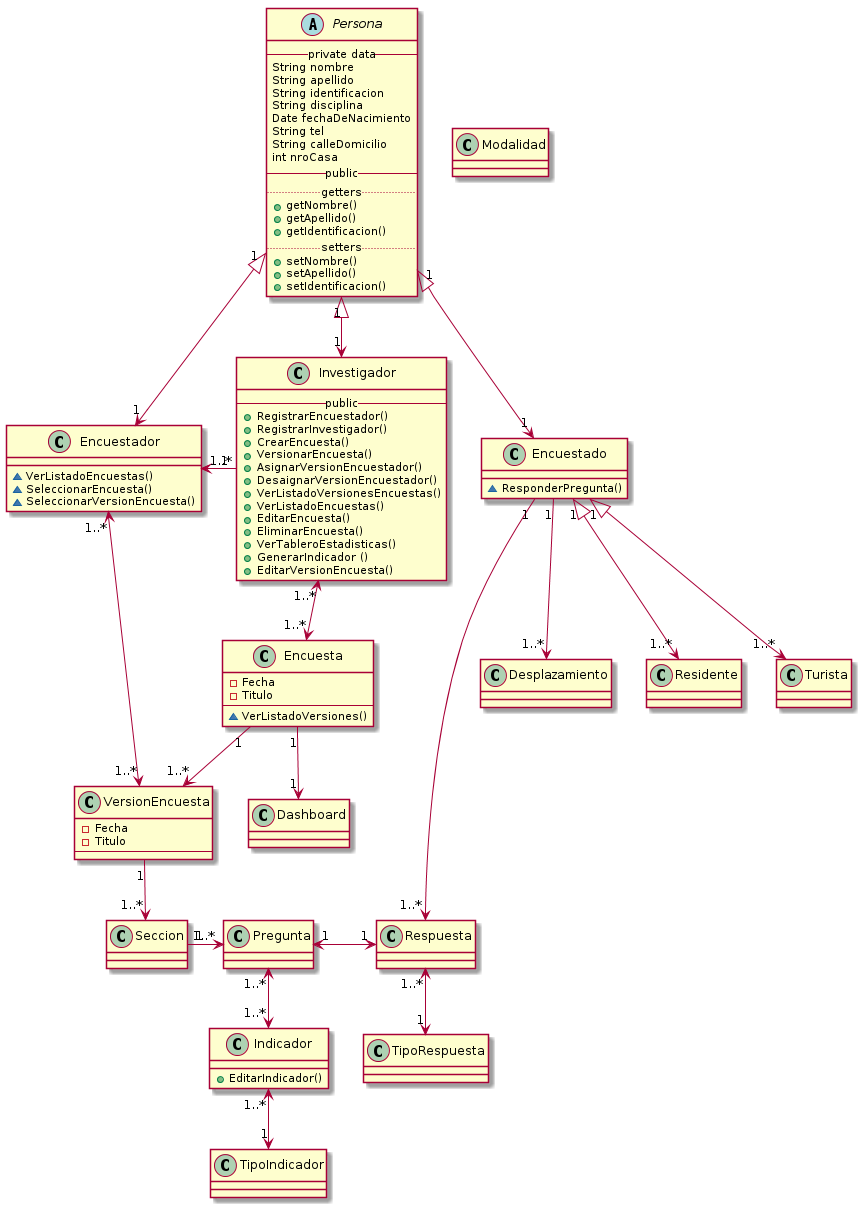 A Persona
private data
String nombre
String apellido
String identificacion
String disciplina
Date fechaDeNacimiento
String tel
String calleDomicilio
int nroCasa
public
getters
getNombre()
getApellido()
getIdentificacion()
setters
setNombre()
setApellido()
setIdentificacion()
C Modalidad
1
1
1
1
1
1
C Investigador
public
RegistrarEncuestador()
RegistrarInvestigador()
CrearEncuesta()
VersionarEncuesta()
AsignarVersionEncuestador()
DesaignarVersionEncuestador()
VerListadoVersionesEncuestas()
VerListadoEncuestas()
EditarEncuesta()
EliminarEncuesta()
VerTableroEstadisticas()
GenerarIndicador ()
EditarVersionEncuesta()
C Encuestador
VerListadoEncuestas()
SeleccionarEncuesta()
SeleccionarVersionEncuesta()
1..*
1
C Encuestado
ResponderPregunta()
1..*
1..*
1..*
1
1
1
1
1..*
1..*
1..*
C Encuesta
Fecha
Titulo
VerListadoVersiones()
C Desplazamiento
C Residente
C Turista
1
1
1..*
1..*
1
C VersionEncuesta
Fecha
Titulo
C Dashboard
1
1..*
1..*
C Seccion
1
1..*
C Pregunta
1
1
C Respuesta
1..*
1..*
1..*
1
C Indicador
EditarIndicador()
C TipoRespuesta
1..*
1
C TipoIndicador